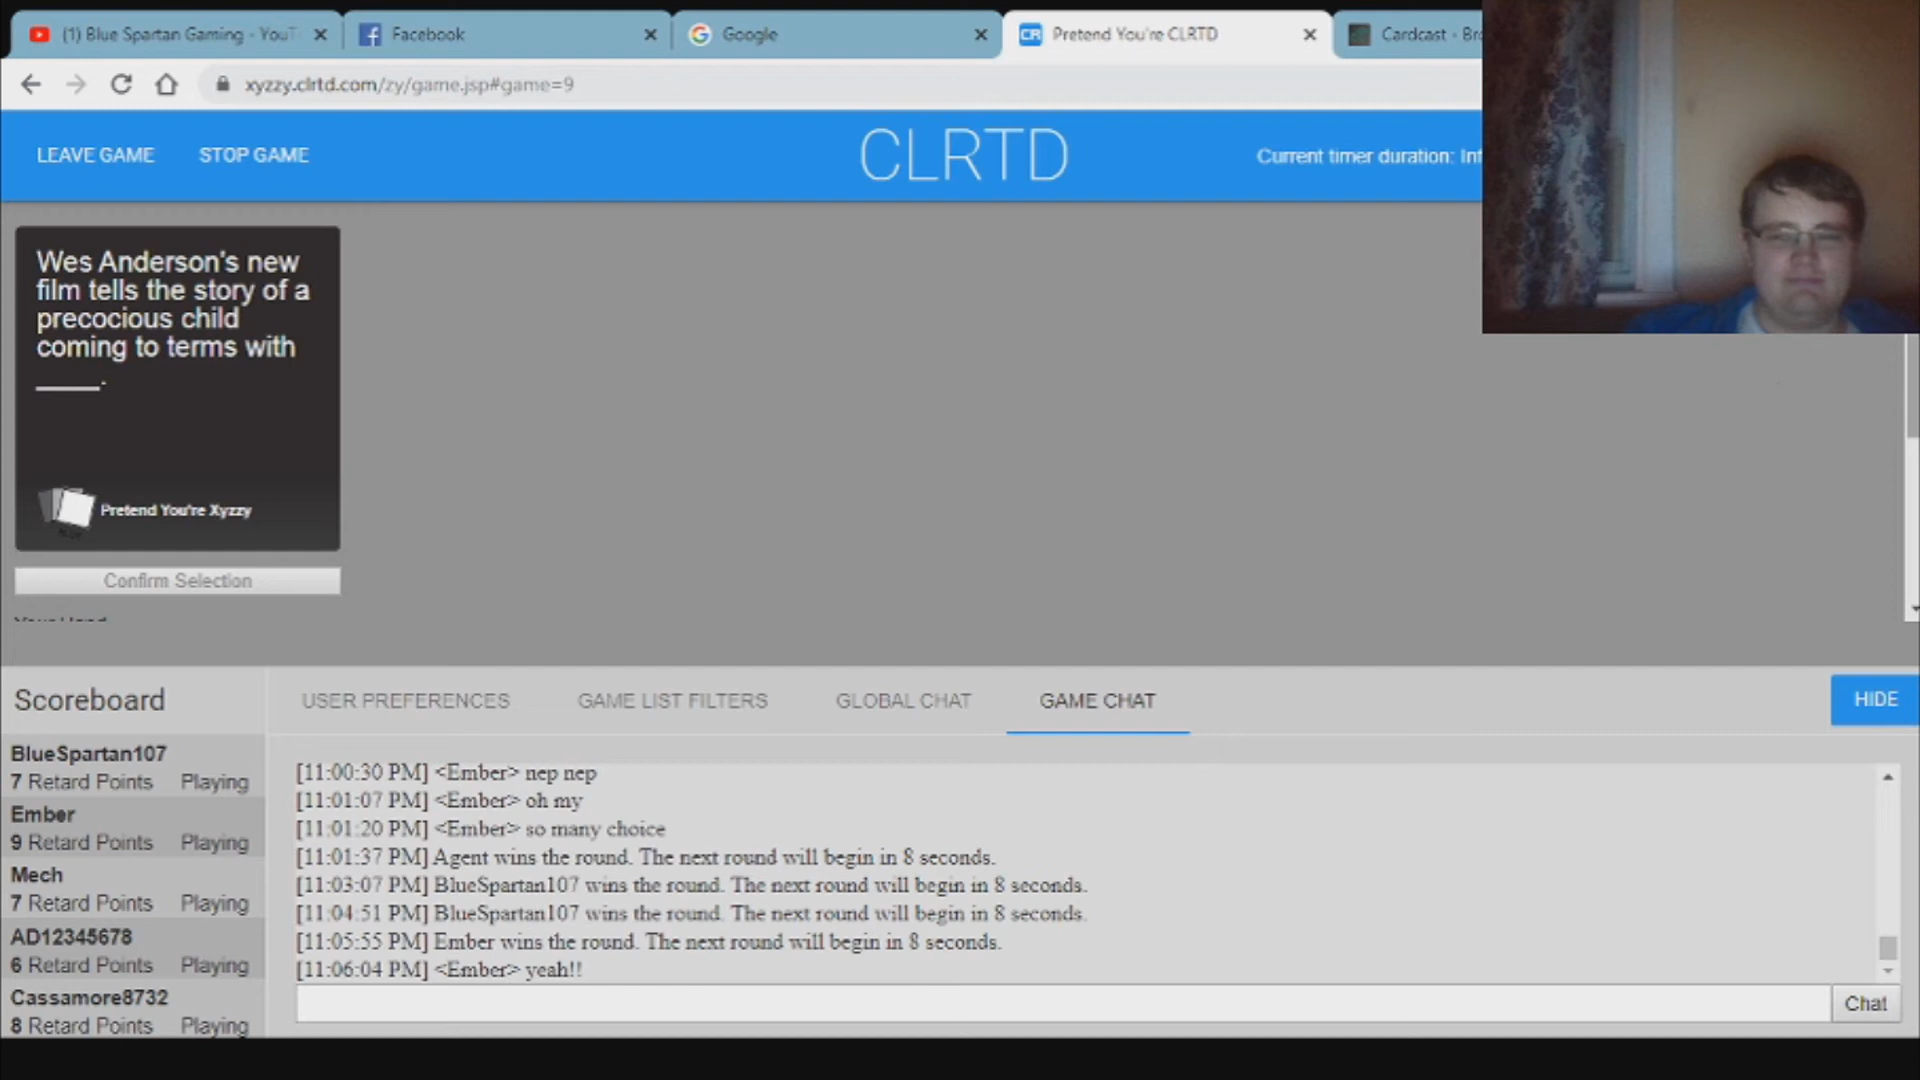 (1) Blue Spartan Gaming - YouT
Facebook
Google
CR Pretend You're CLRTD
Cardcast - Bro
xyzzy.clrtd.com/zy/game.jsp#game=9
LEAVE GAME
STOP GAME
CLRTD
Current timer duration: Inf
Wes Anderson's new
film tells the story of a
precocious child
coming to terms with
_____.
Pretend You're Xyzzy
Confirm Selection
Your Hand
Scoreboard
USER PREFERENCES
GAME LIST FILTERS
GLOBAL CHAT
GAME CHAT
HIDE
BlueSpartan107
7 Retard Points Playing
Ember
9 Retard Points Playing
Mech
7 Retard Points Playing
AD12345678
6 Retard Points Playing
Cassamore8732
8 Retard Points Playing
[11:00:30 PM] <Ember> nep nep
[11:01:07 PM] <Ember> oh my
[11:01:20 PM] <Ember> so many choice
[11:01:37 PM] Agent wins the round. The next round will begin in 8 seconds.
[11:03:07 PM] BlueSpartan107 wins the round. The next round will begin in 8 seconds.
[11:04:51 PM] BlueSpartan107 wins the round. The next round will begin in 8 seconds.
[11:05:55 PM] Ember wins the round. The next round will begin in 8 seconds.
[11:06:04 PM] <Ember> yeah!!
Chat